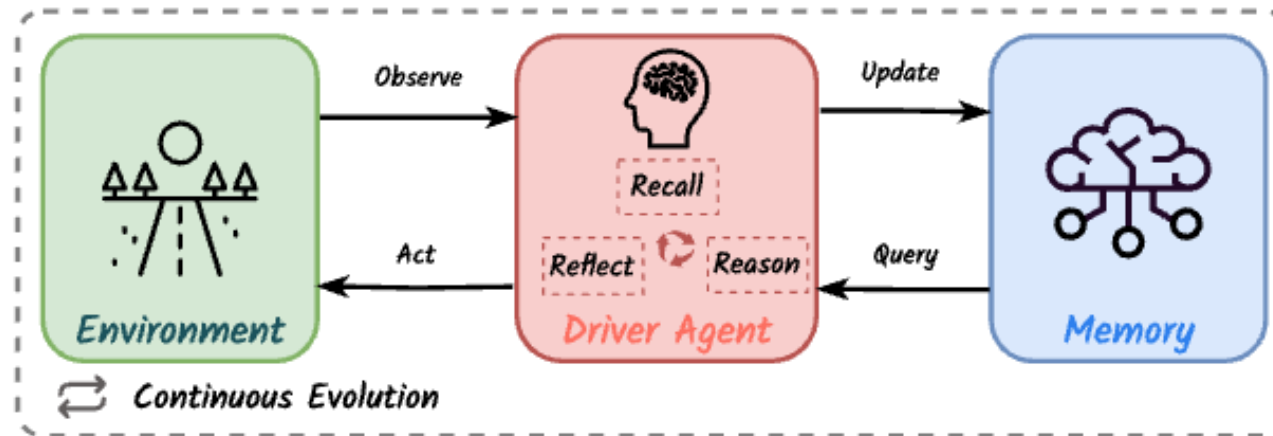 Observe
Update
Recall
Act
Reflect
Reason
Query
Environment
Driver Agent
Memory
Continuous Evolution